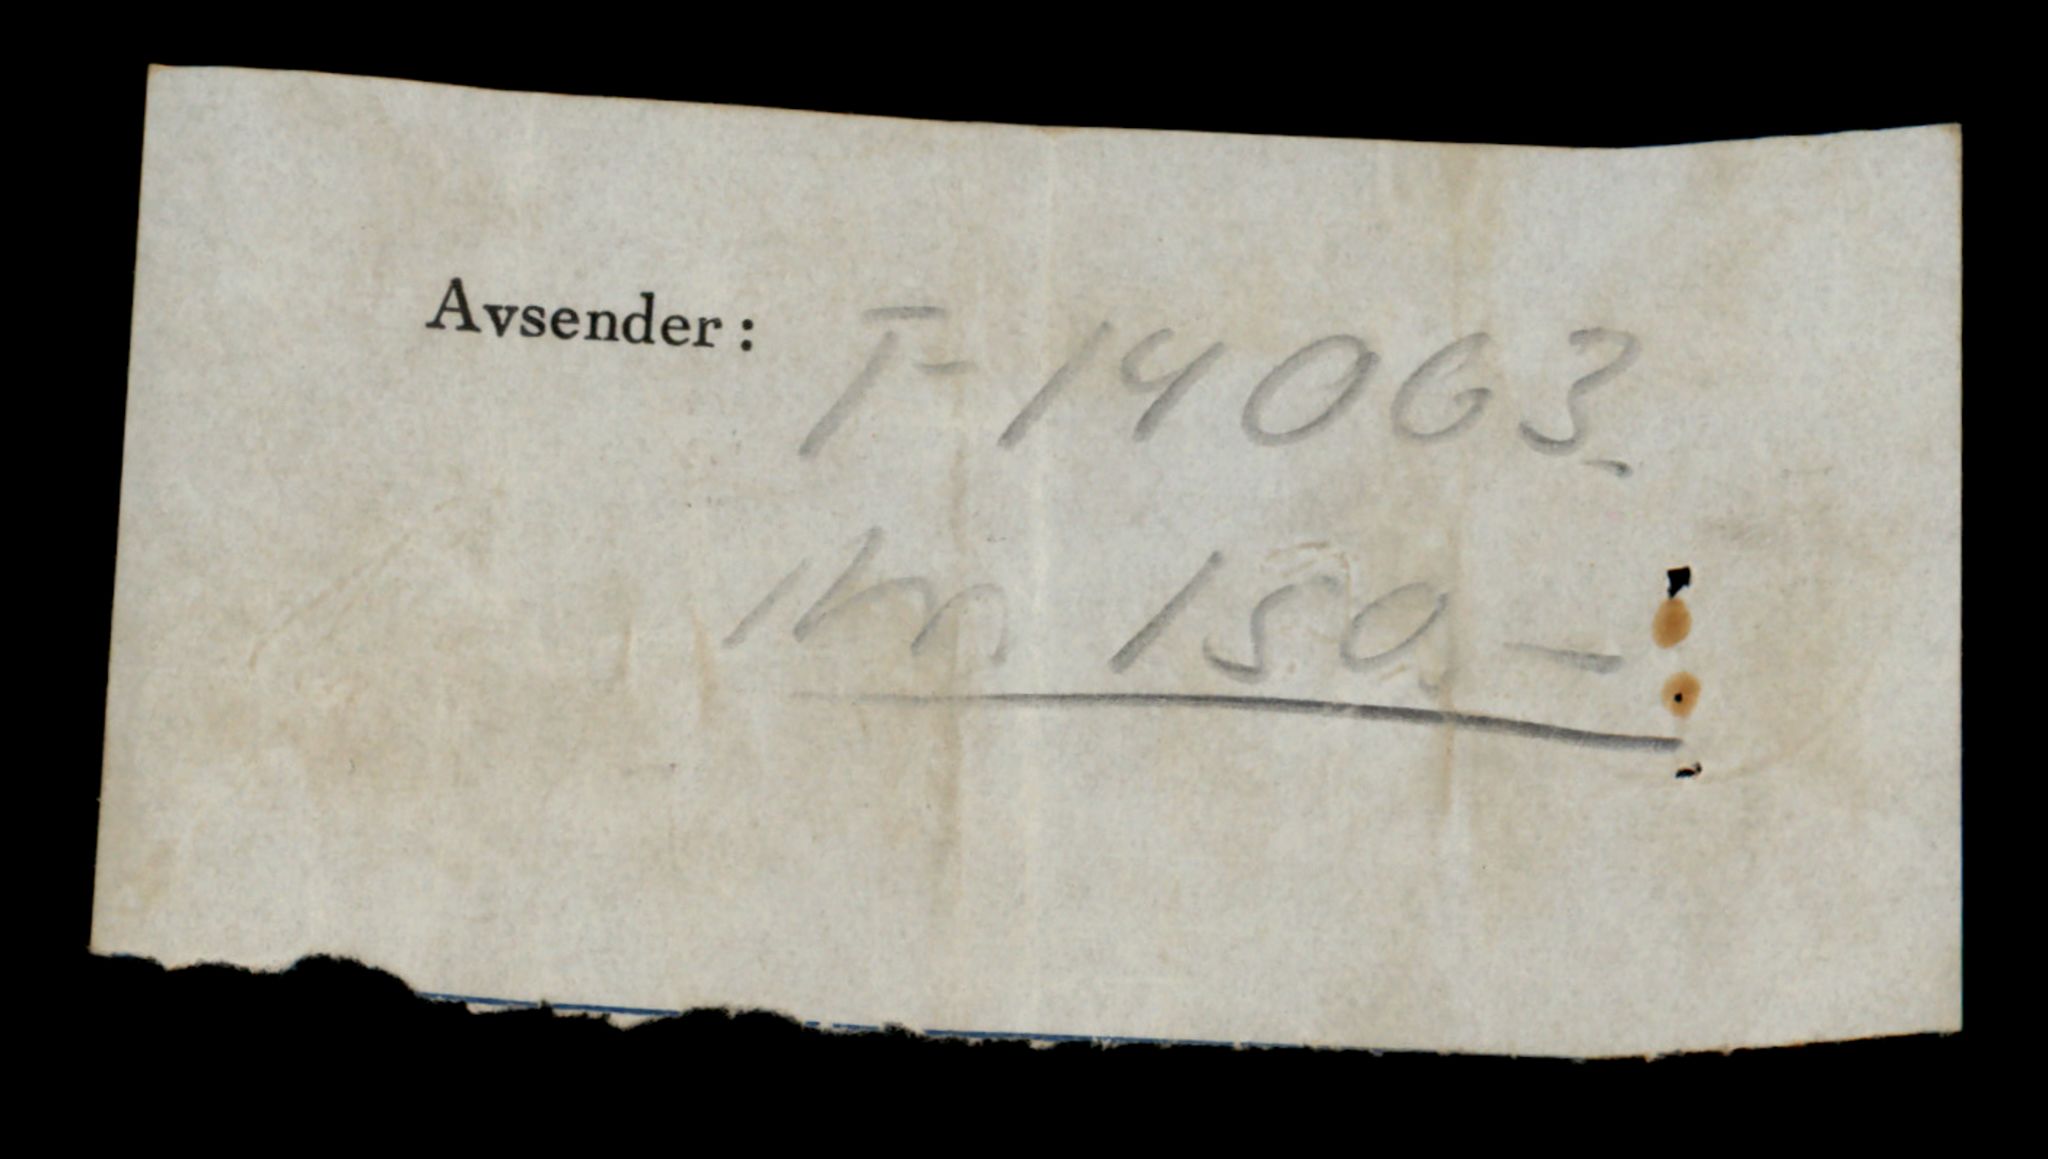 Avsender: T-14063.
Kr 150.-